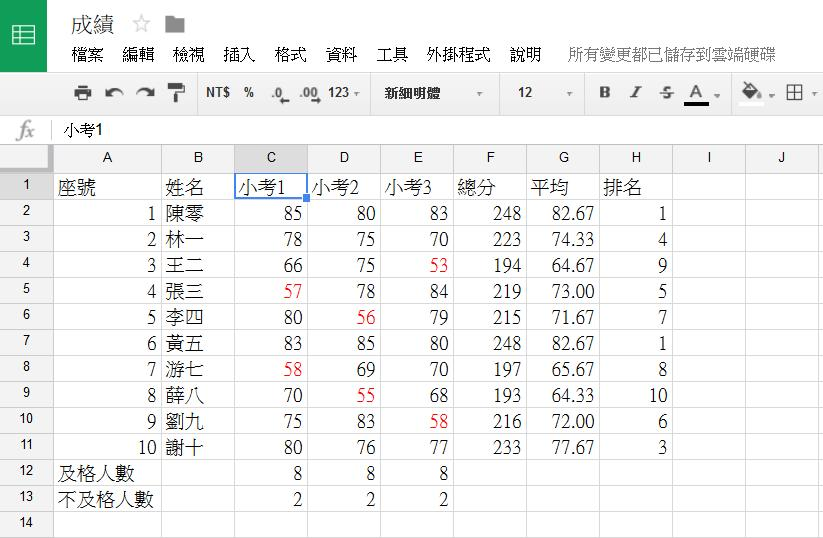 成績
檔案 編輯 檢視 插入 格式 資料 工具 外掛程式 說明 所有變更都已儲存到雲端硬碟
NT$ % .0 .00 123 新細明體 12 B I S A
fx 小考1
A B C D E F G H I J
1 座號 姓名 小考1 小考2 小考3 總分 平均 排名
2 1 陳零 85 80 83 248 82.67 1
3 2 林一 78 75 70 223 74.33 4
4 3 王二 66 75 53 194 64.67 9
5 4 張三 57 78 84 219 73.00 5
6 5 李四 80 56 79 215 71.67 7
7 6 黃五 83 85 80 248 82.67 1
8 7 游七 58 69 70 197 65.67 8
9 8 薛八 70 55 68 193 64.33 10
10 9 劉九 75 83 58 216 72.00 6
11 10 謝十 80 76 77 233 77.67 3
12 及格人數 8 8 8
13 不及格人數 2 2 2
14